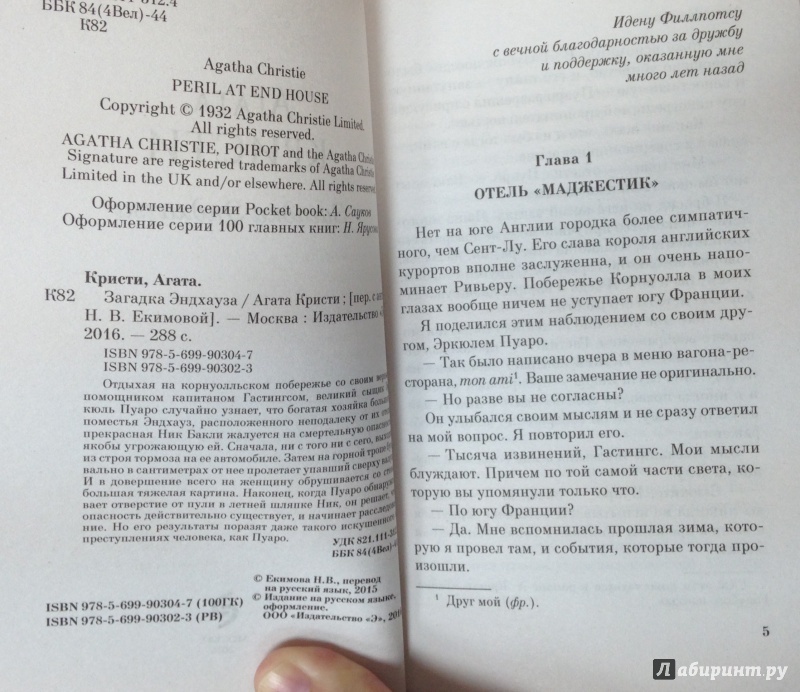 ББК 84(4Вел)-44
К82
Agatha Christie
PERIL AT END HOUSE
Copyright © 1932 Agatha Christie Limited.
All rights reserved.
AGATHA CHRISTIE, POIROT and the Agatha Christie
Signature are registered trademarks of Agatha Christie
Limited in the UK and/or elsewhere. All rights reserved.
Оформление серии Pocket book: А. Саукон
Оформление серии 100 главных книг: Н. Ярусо
Кристи, Агата.
К82 Загадка Эндхауза / Агата Кристи ; [пер. с
Н. В. Екимовой]. — Москва : Издательство
2016. — 288 с.
ISBN 978-5-699-90304-7
ISBN 978-5-699-90302-3
Отдыхая на корнуолльском побережье со своим
помощником капитаном Гастингсом, великий сыщик
кюль Пуаро случайно узнает, что богатая хозяйка
поместья Эндхауз, расположенного неподалеку от их
прекрасная Ник Бакли жалуется на смертельную
якобы угрожающую ей. Сначала, ни с того ни с сего,
из строя тормоза на ее автомобиле. Затем на горной тропе
вально в сантиметрах от нее пролетает упавший сверху
И в довершение всего на женщину обрушивается со
большая тяжелая картина. Наконец, когда Пуаро
вает отверстие от пули в летней шляпке Ник, он решает,
опасность действительно существует, и начинает
ние. Но его результаты поразят даже такого искушенного
преступлениях человека, как Пуаро.
УДК 821.111-31
ББК 84(4Вел)-4
© Екимова Н.В., перевод
на русский язык, 2015
© Издание на русском языке,
оформление.
ООО «Издательство «Э», 20
ISBN 978-5-699-90304-7 (100ГК)
ISBN 978-5-699-90302-3 (РВ)
Идену Филлпотсу
с вечной благодарностью за дружбу
и поддержку, оказанную мне
много лет назад
Глава 1
ОТЕЛЬ «МАДЖЕСТИК»
Нет на юге Англии городка более симпатич-
ного, чем Сент-Лу. Его слава короля английских
курортов вполне заслуженна, и он очень напо-
минает Ривьеру. Побережье Корнуолла в моих
глазах вообще ничем не уступает югу Франции.
Я поделился этим наблюдением со своим дру-
гом, Эркюлем Пуаро.
— Так было написано вчера в меню вагона-ре-
сторана, mon ami¹. Ваше замечание не оригинально.
— Но разве вы не согласны?
Он улыбался своим мыслям и не сразу ответил
на мой вопрос. Я повторил его.
— Тысяча извинений, Гастингс. Мои мысли
блуждают. Причем по той самой части света, ко-
торую вы упомянули только что.
— По югу Франции?
— Да. Мне вспомнилась прошлая зима, кото-
рую я провел там, и события, которые тогда про-
изошли.
¹ Друг мой (фр.).
5
Лабиринт.ру